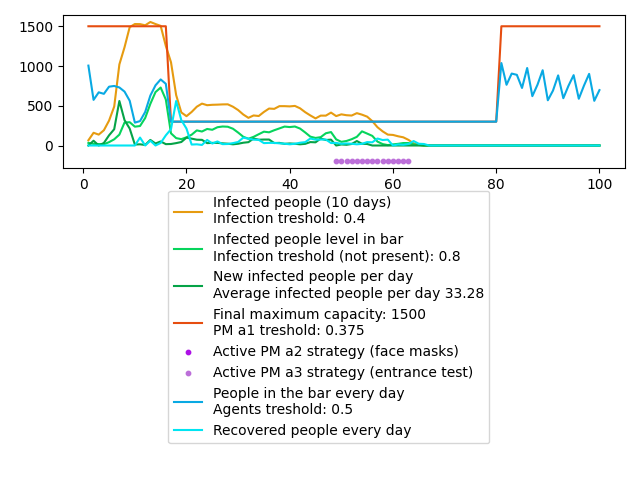 1500
1000
500
0
0
20
40
60
80
100
Infected people (10 days)
Infection treshold: 0.4
Infected people level in bar
Infection treshold (not present): 0.8
New infected people per day
Average infected people per day 33.28
Final maximum capacity: 1500
PM a1 treshold: 0.375
Active PM a2 strategy (face masks)
Active PM a3 strategy (entrance test)
People in the bar every day
Agents treshold: 0.5
Recovered people every day